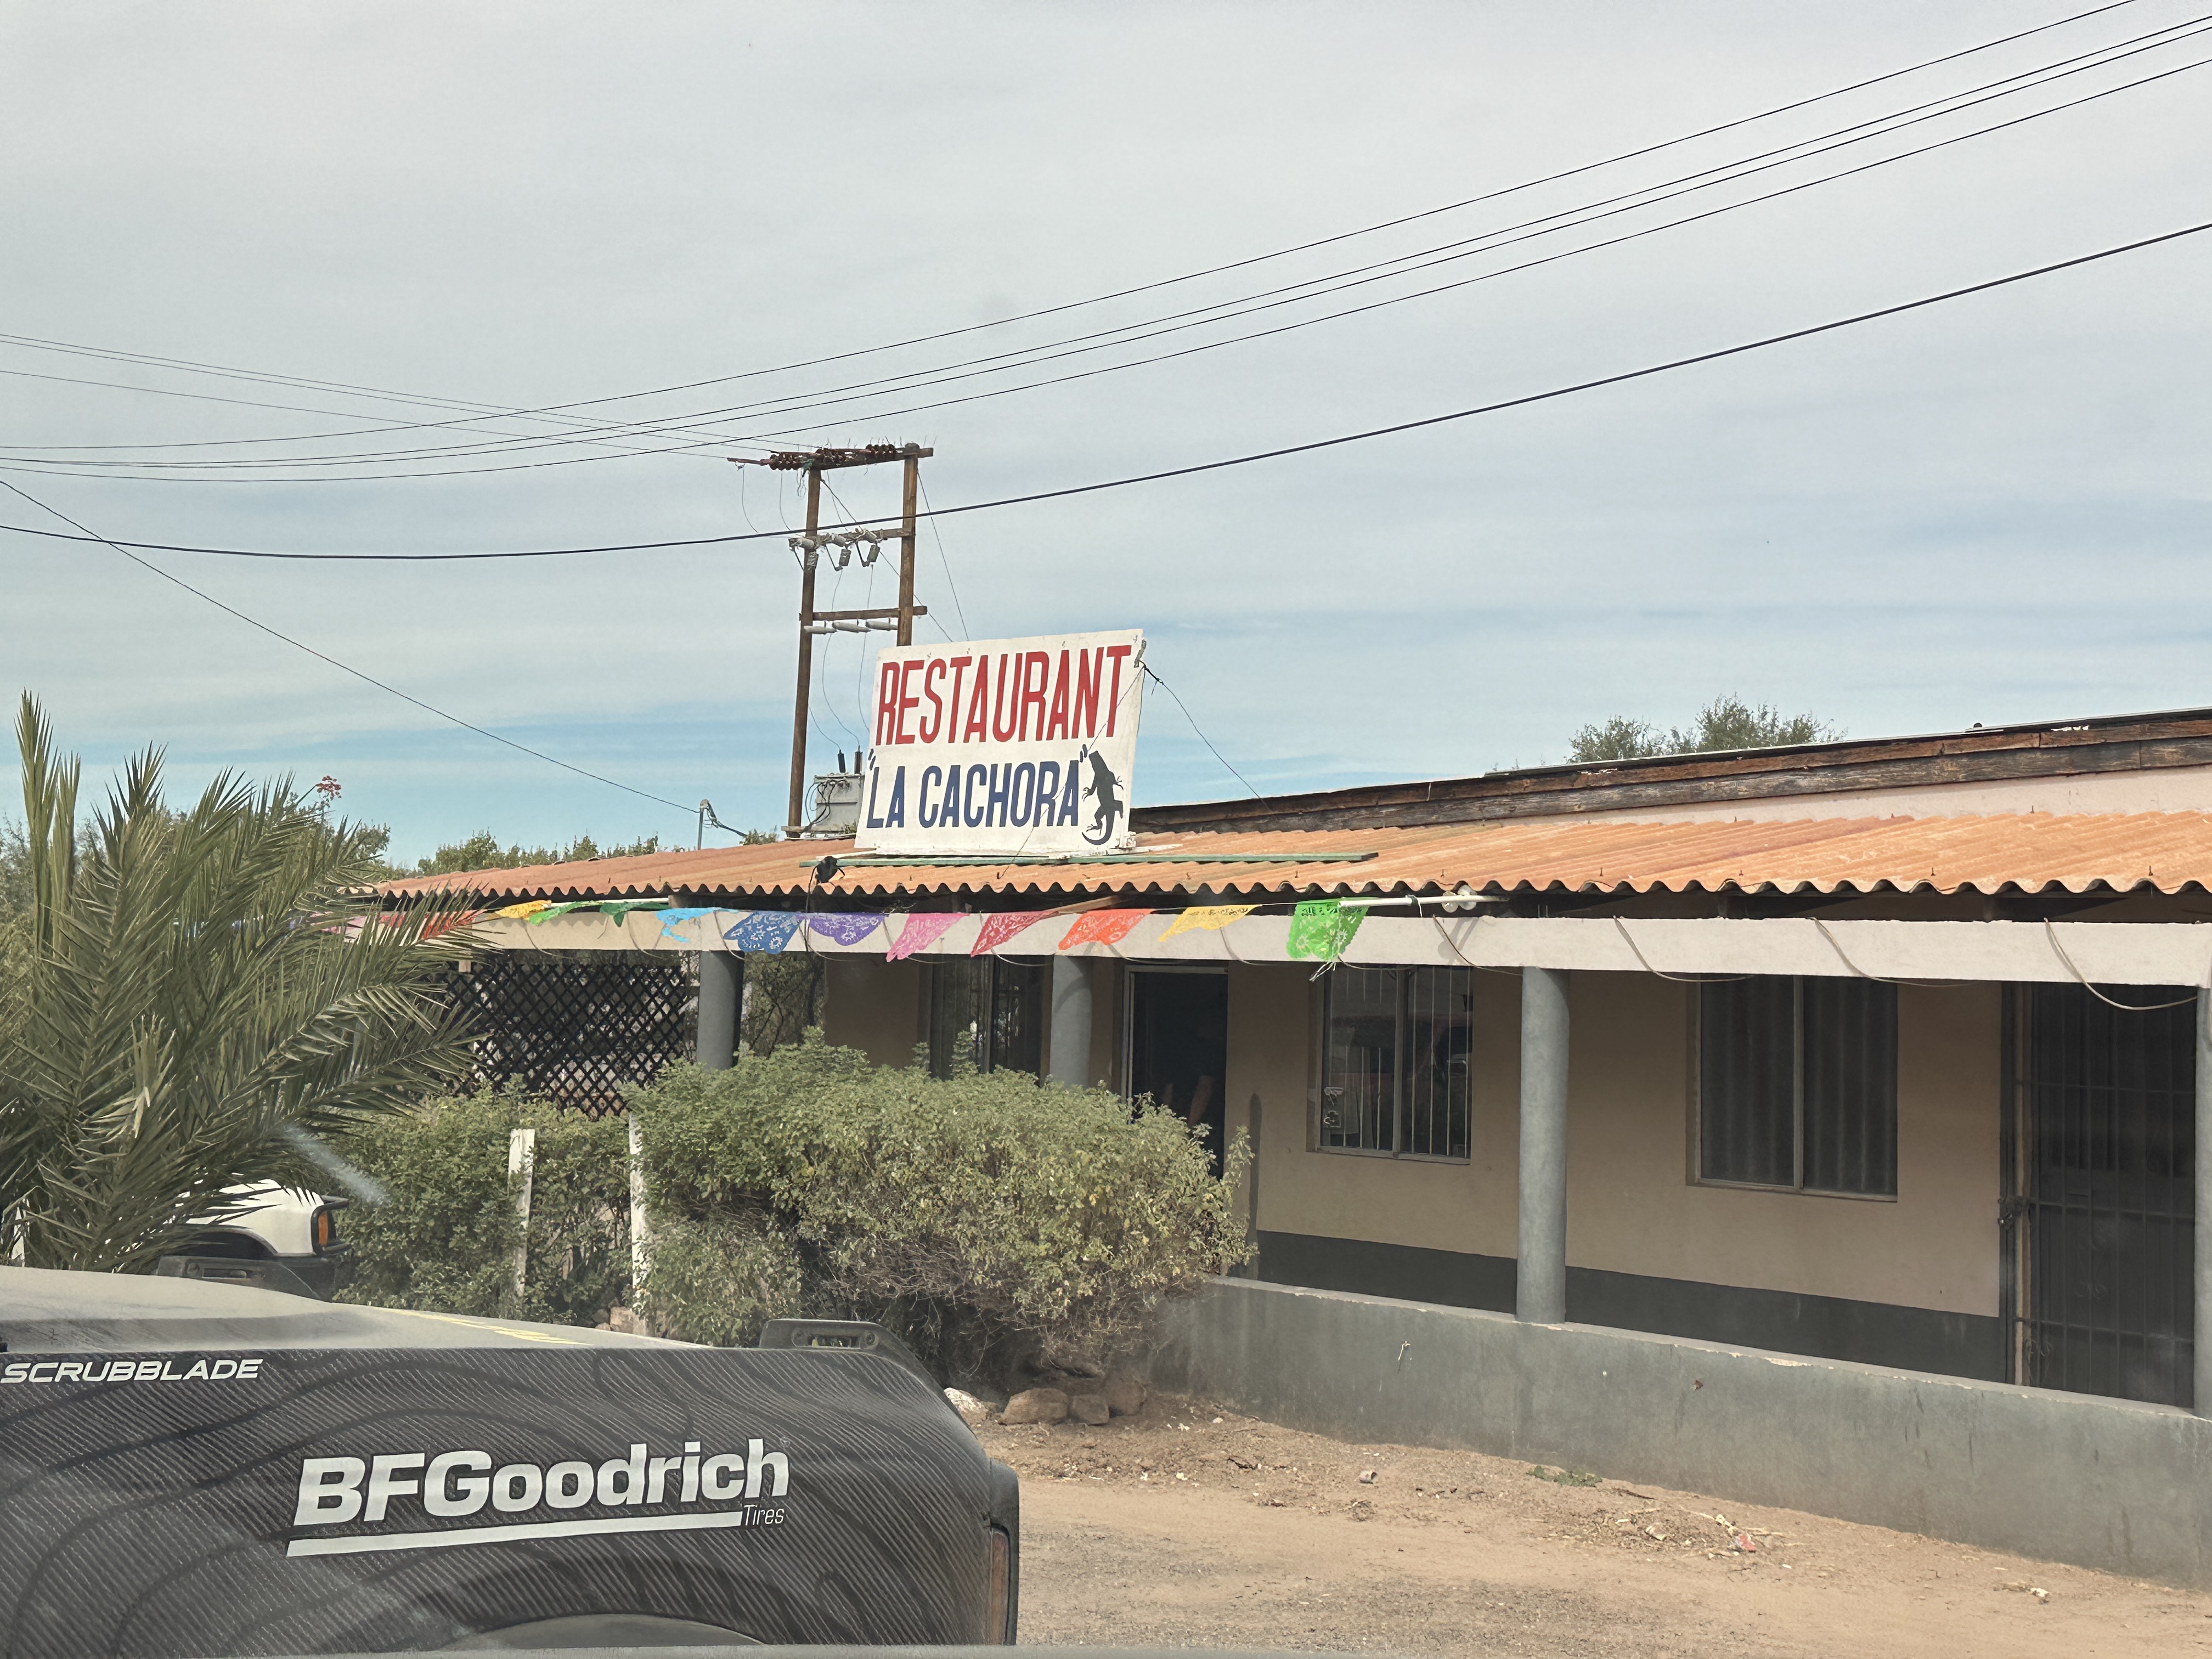 RESTAURANT
"LA CACHORA"
SCRUBBLADE
BFGoodrich
Tires